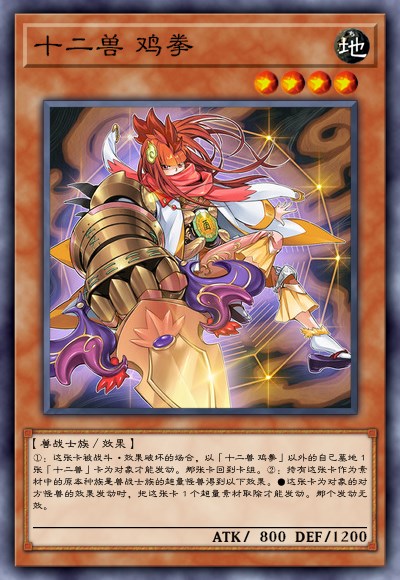 十二兽 鸡拳
地
酉
【兽战士族／效果】
①：这张卡被战斗·效果破坏的场合，以「十二兽 鸡拳」以外的自己墓地1
张「十二兽」卡为对象才能发动。那张卡回到卡组。②：持有这张卡作为素
材中的原本种族是兽战士族的超量怪兽得到以下效果。●这张卡为对象的对
方怪兽的效果发动时，把这张卡1个超量素材取除才能发动。那个发动无
效。
ATK/ 800 DEF/1200